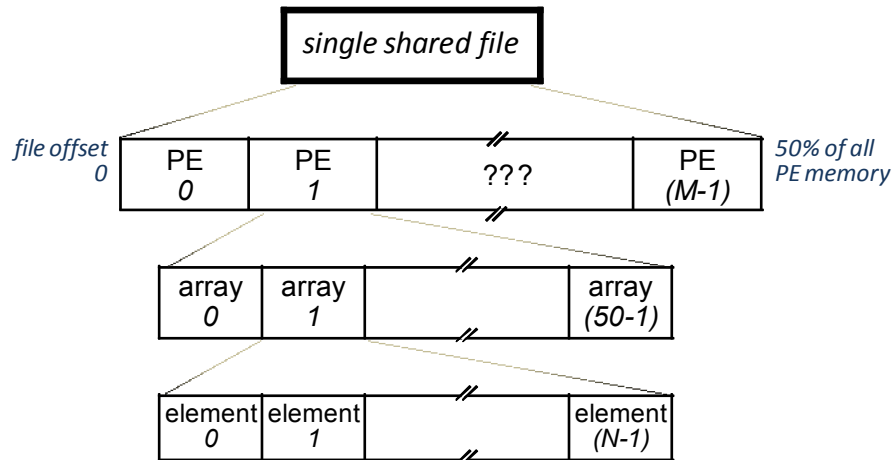 single shared file
file offset
0
50% of all
PE memory
PE
0
PE
1
???
PE
(M-1)
array
0
array
1
array
(50-1)
element
0
element
1
element
(N-1)